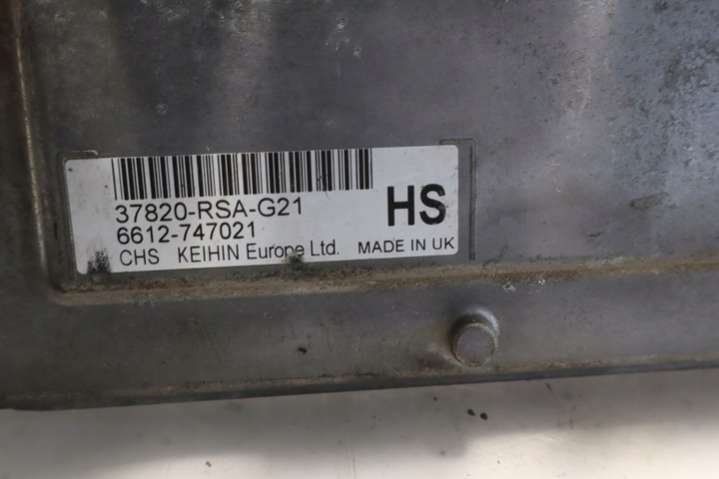 37820-RSA-G21
HS
6612-747021
CHS KEIHIN Europe Ltd. MADE IN UK